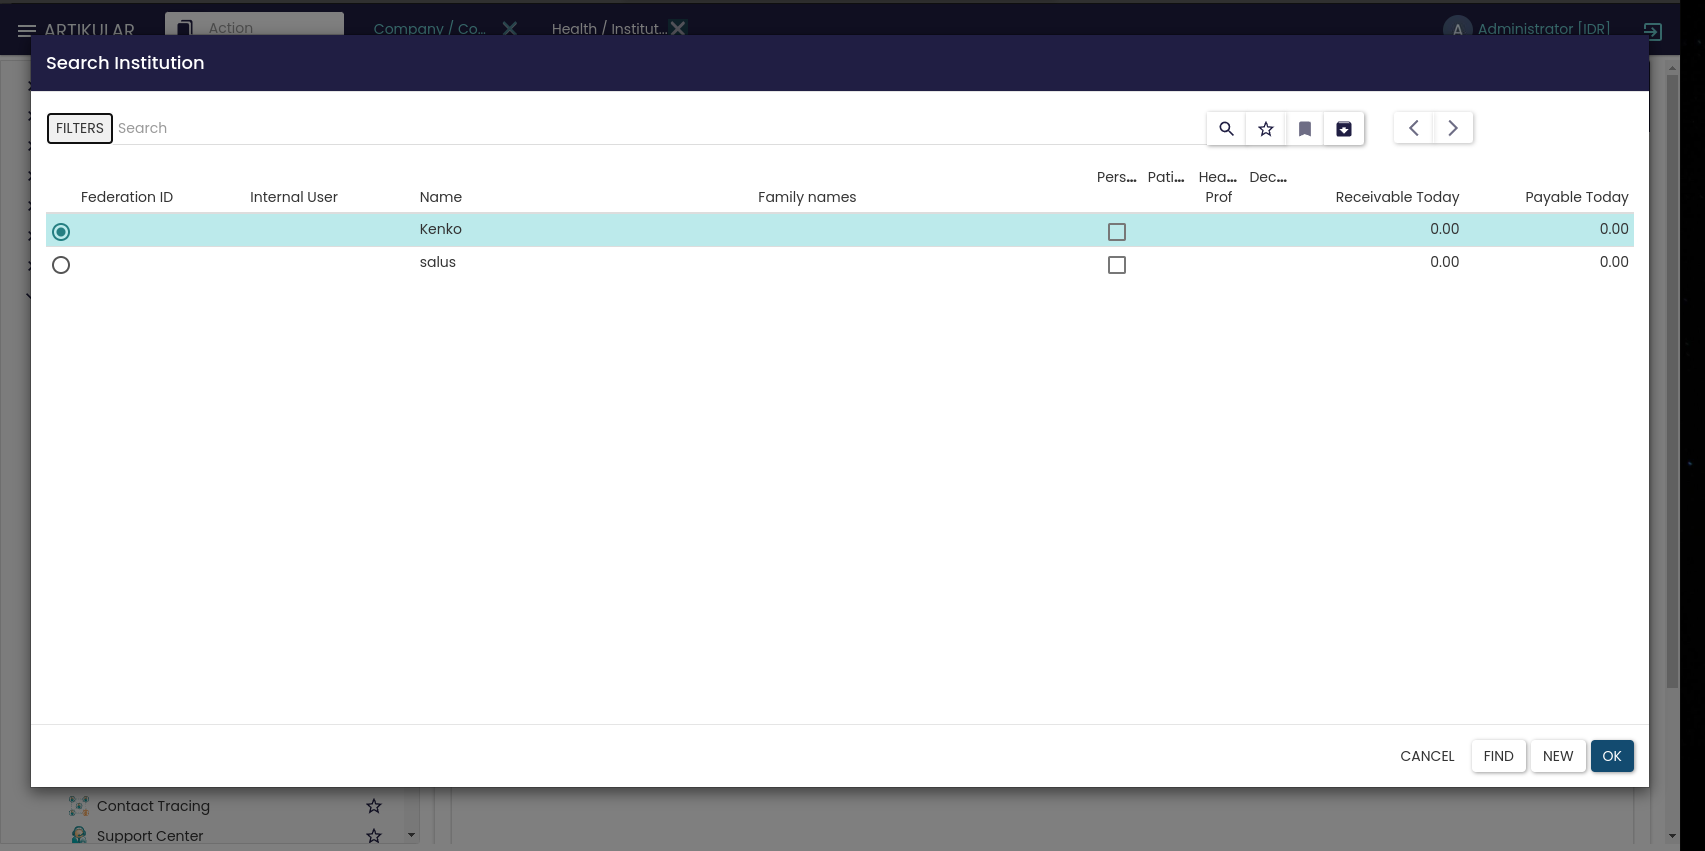 ARTIKULAR Action Company / Co... Health / Institut... A Administrator [IDR]
Search Institution
FILTERS Search
Pers... Pati... Hea... Dec...
Federation ID Internal User Name Family names Prof Receivable Today Payable Today
Kenko 0.00 0.00
salus 0.00 0.00
CANCEL FIND NEW OK
Contact Tracing
Support Center